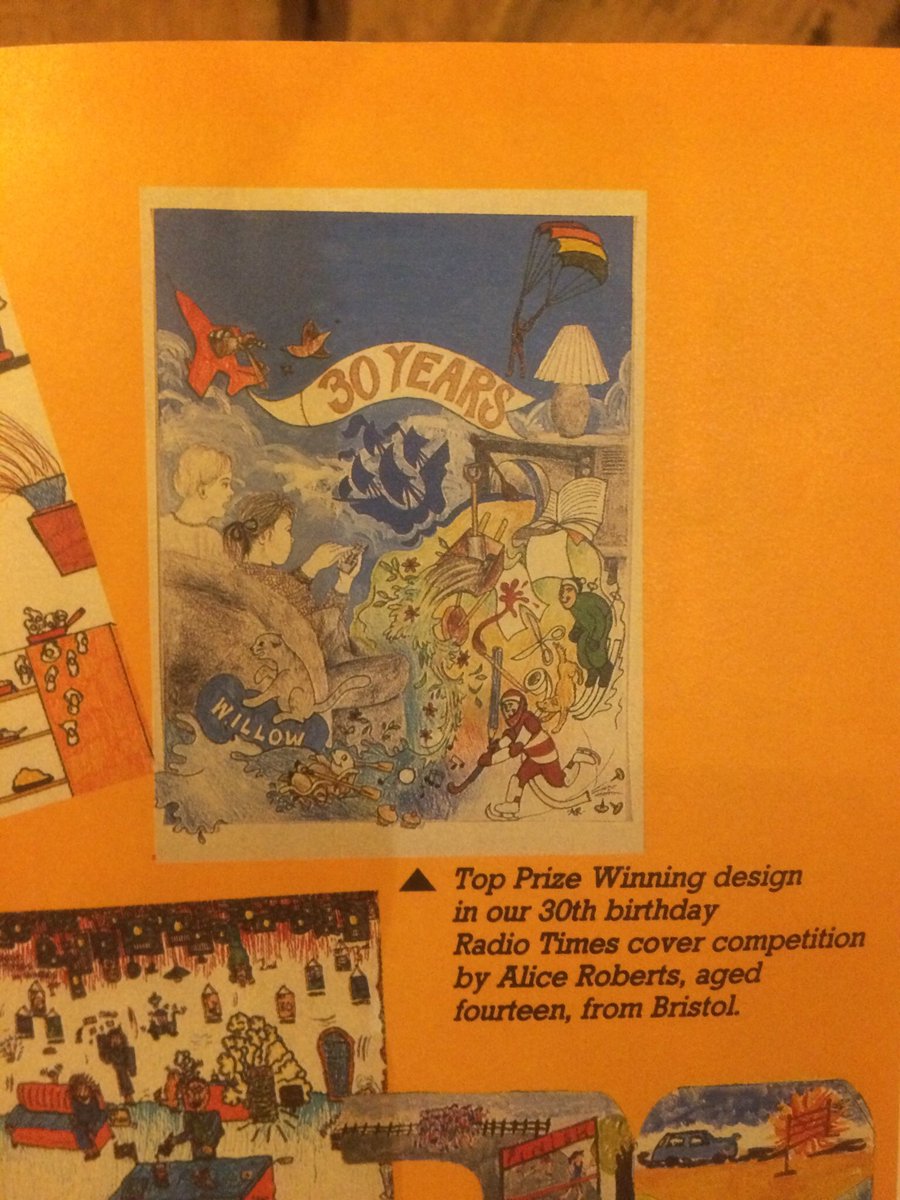 30 YEARS
WILLOW
AR.
▲ Top Prize Winning design
in our 30th birthday
Radio Times cover competition
by Alice Roberts, aged
fourteen, from Bristol.